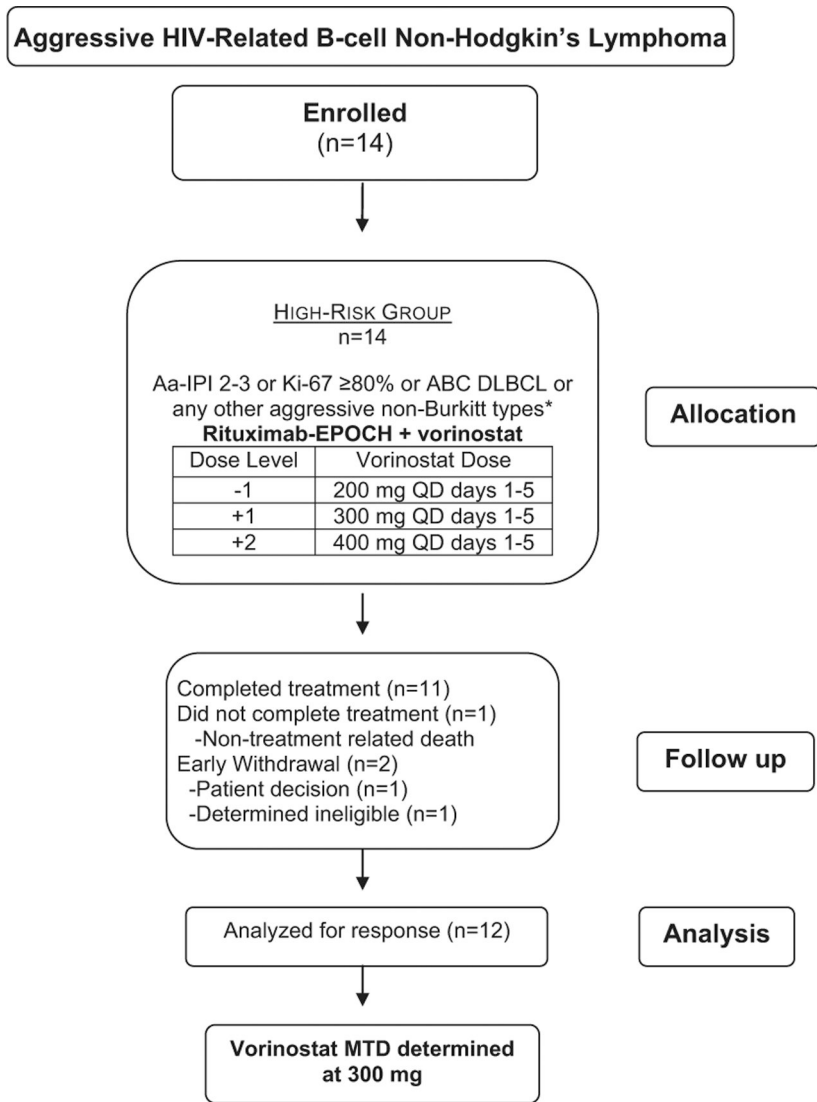 Aggressive HIV-Related B-cell Non-Hodgkin's Lymphoma
Enrolled
(n=14)
HIGH-RISK GROUP
n=14
Aa-IPI 2-3 or Ki-67 ≥80% or ABC DLBCL or
any other aggressive non-Burkitt types*
Rituximab-EPOCH + vorinostat
Dose Level Vorinostat Dose
-1 200 mg QD days 1-5
+1 300 mg QD days 1-5
+2 400 mg QD days 1-5
Allocation
Completed treatment (n=11)
Did not complete treatment (n=1)
-Non-treatment related death
Early Withdrawal (n=2)
-Patient decision (n=1)
-Determined ineligible (n=1)
Follow up
Analyzed for response (n=12)
Analysis
Vorinostat MTD determined
at 300 mg